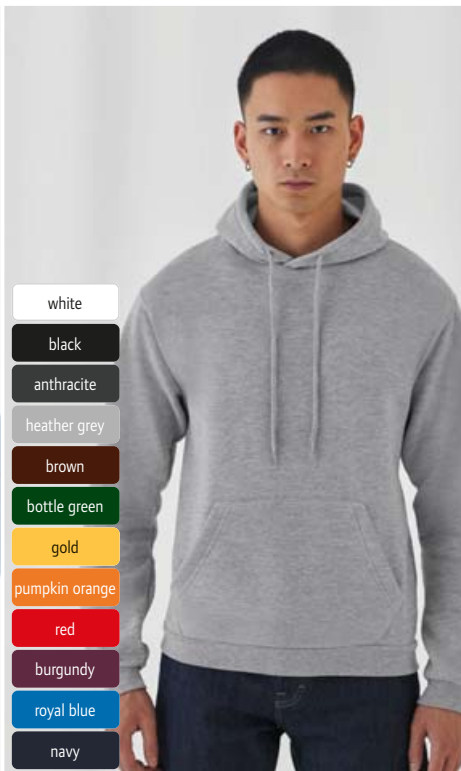 white
black
anthracite
heather grey
brown
bottle green
gold
pumpkin orange
red
burgundy
royal blue
navy